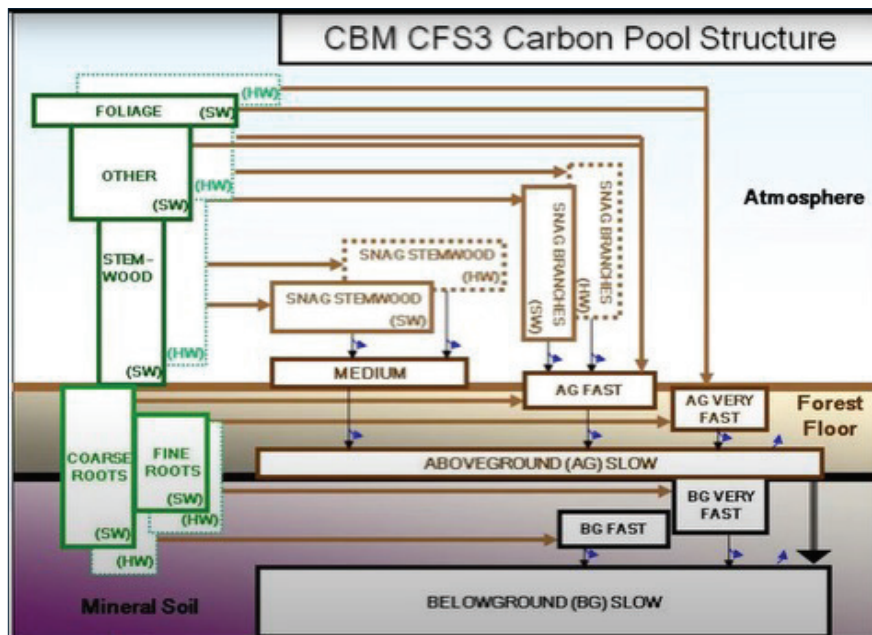 CBM CFS3 Carbon Pool Structure
(HW)
FOLIAGE
(SW)
OTHER
(HW)
(SW)
Atmosphere
STEM-
WOOD
(HW)
(SW)
SNAG STEMWOOD
(HW)
SNAG STEMWOOD
(SW)
SNAG BRANCHES
(SW)
SNAG BRANCHES
(HW)
MEDIUM
AG FAST
AG VERY
FAST
Forest
Floor
COARSE
ROOTS
(SW)
(HW)
FINE
ROOTS
(SW)
(HW)
ABOVEGROUND (AG) SLOW
BG VERY
FAST
BG FAST
Mineral Soil
BELOWGROUND (BG) SLOW